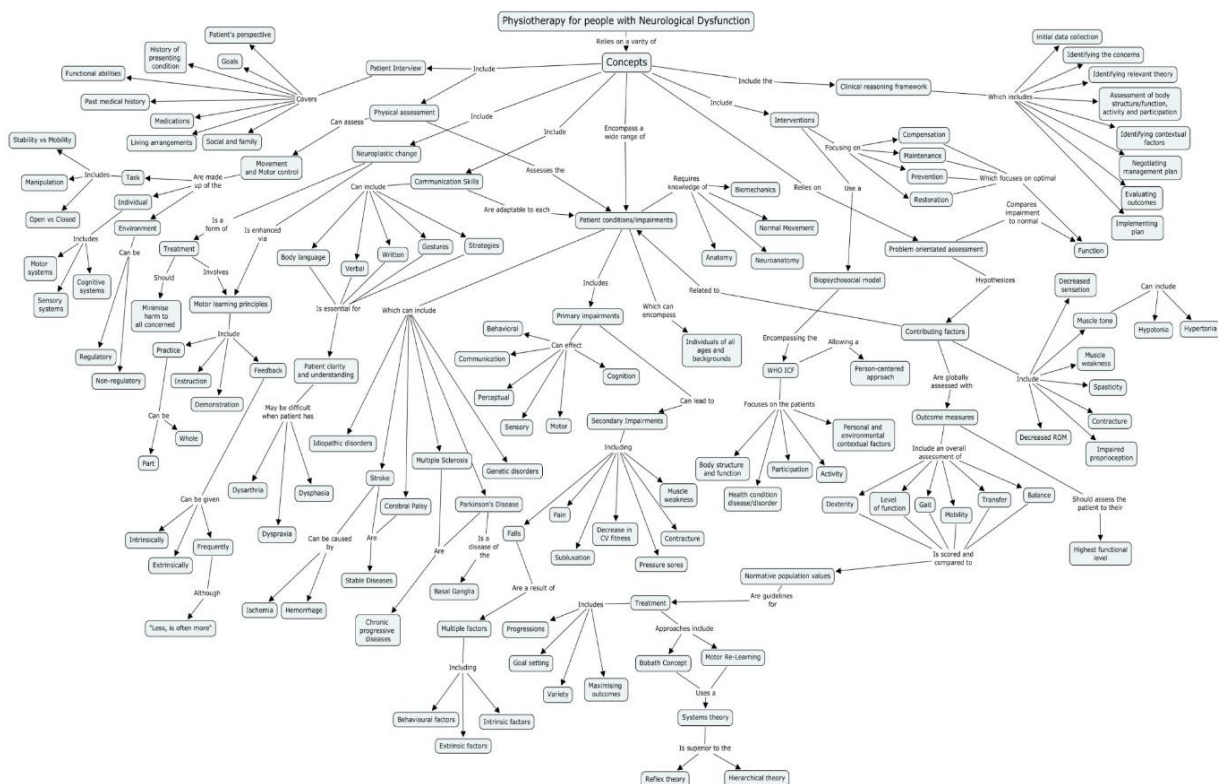 Physiotherapy for people with Neurological Dysfunction
Relies on a varity of
Concepts
Include
Patient Interview
Covers
Patient's perspective
History of
presenting
condition
Goals
Functional abilities
Past medical history
Medications
Living arrangements
Social and family
Physical assessment
Can assess
Movement
and Motor control
Are made
up of the
Task
Includes
Stability vs Mobility
Manipulation
Open vs Closed
Individual
Includes
Motor
systems
Sensory
systems
Cognitive
systems
Environment
Can be
Regulatory
Non-regulatory
Assesses the
Include
Neuroplastic change
Is a
form of
Treatment
Should
Minimise
harm to
all concerned
Involves
Is enhanced
via
Motor learning principles
Include
Practice
Can be
Whole
Part
Instruction
Demonstration
Feedback
Can be given
Intrinsically
Extrinsically
Frequently
Although
"Less, is often more"
Include
Communication Skills
Can include
Body language
Verbal
Written
Gestures
Strategies
Is essential for
Patient clarity
and understanding
May be difficult
when patient has
Dysarthria
Dyspraxia
Dysphasia
Are adaptable to each
Encompass a
wide range of
Patient conditions/impairments
Requires
knowledge of
Biomechanics
Normal Movement
Neuroanatomy
Anatomy
Which can include
Idiopathic disorders
Stroke
Can be caused
by
Ischemia
Hemorrhage
Are
Stable Diseases
Cerebral Palsy
Multiple Sclerosis
Parkinson's Disease
Are
Chronic
progressive
diseases
Is a
disease of
the
Basal Ganglia
Genetic disorders
Includes
Primary impairments
Can effect
Behavioral
Communication
Perceptual
Sensory
Motor
Cognition
Can lead to
Secondary Impairments
Including
Falls
Pain
Subluxation
Decrease in
CV fitness
Pressure sores
Contracture
Muscle
weakness
Are a result of
Multiple factors
Including
Behavioural factors
Extrinsic factors
Intrinsic factors
Which can
encompass
Individuals of all
ages and
backgrounds
Include
Interventions
Focusing on
Compensation
Maintenance
Prevention
Restoration
Which focuses on optimal
Function
Use a
Biopsychosocial model
Encompassing the
WHO ICF
Allowing a
Person-centered
approach
Focuses on the patients
Body structure
and function
Health condition
disease/disorder
Participation
Activity
Personal and
environmental
contextual factors
Relies on
Problem orientated assessment
Compares
impairment
to normal
Hypothesizes
Contributing factors
Related to
Include
Decreased
sensation
Muscle tone
Can include
Hypotonia
Hypertonia
Muscle
weakness
Spasticity
Contracture
Impaired
proprioception
Decreased ROM
Are globally
assessed with
Outcome measures
Include an overall
assessment of
Dexterity
Level
of function
Gait
Mobility
Transfer
Balance
Is scored and
compared to
Should assess the
patient to their
Highest functional
level
Normative population values
Are guidelines
for
Treatment
Includes
Progressions
Goal setting
Variety
Maximising
outcomes
Approaches include
Bobath Concept
Motor Re-Learning
Uses a
Systems theory
Is superior to the
Reflex theory
Hierarchical theory
Include the
Clinical reasoning framework
Which includes
initial data collection
Identifying the concerns
Identifying relevant theory
Assessment of body
structure/function,
activity and participation
Identifying contextual
factors
Negotiating
management plan
Evaluating
outcomes
Implementing
plan